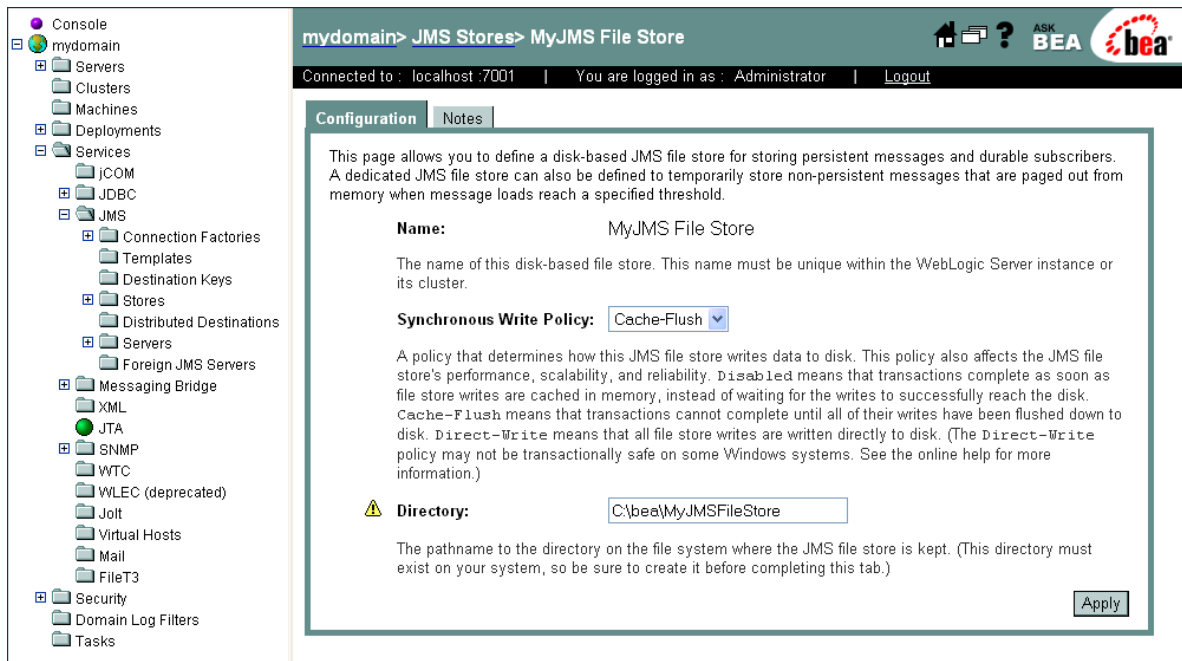 Console
mydomain
Servers
Clusters
Machines
Deployments
Services
jCOM
JDBC
JMS
Connection Factories
Templates
Destination Keys
Stores
Distributed Destinations
Servers
Foreign JMS Servers
Messaging Bridge
XML
JTA
SNMP
WTC
WLEC (deprecated)
Jolt
Virtual Hosts
Mail
FileT3
Security
Domain Log Filters
Tasks
mydomain> JMS Stores> MyJMS File Store
? ASK BEA bea
Connected to : localhost :7001 | You are logged in as : Administrator | Logout
Configuration Notes
This page allows you to define a disk-based JMS file store for storing persistent messages and durable subscribers.
A dedicated JMS file store can also be defined to temporarily store non-persistent messages that are paged out from
memory when message loads reach a specified threshold.
Name: MyJMS File Store
The name of this disk-based file store. This name must be unique within the WebLogic Server instance or
its cluster.
Synchronous Write Policy: Cache-Flush
A policy that determines how this JMS file store writes data to disk. This policy also affects the JMS file
store's performance, scalability, and reliability. Disabled means that transactions complete as soon as
file store writes are cached in memory, instead of waiting for the writes to successfully reach the disk.
Cache-Flush means that transactions cannot complete until all of their writes have been flushed down to
disk. Direct-Write means that all file store writes are written directly to disk. (The Direct-Write
policy may not be transactionally safe on some Windows systems. See the online help for more
information.)
Directory: C:\bea\MyJMSFileStore
The pathname to the directory on the file system where the JMS file store is kept. (This directory must
exist on your system, so be sure to create it before completing this tab.)
Apply